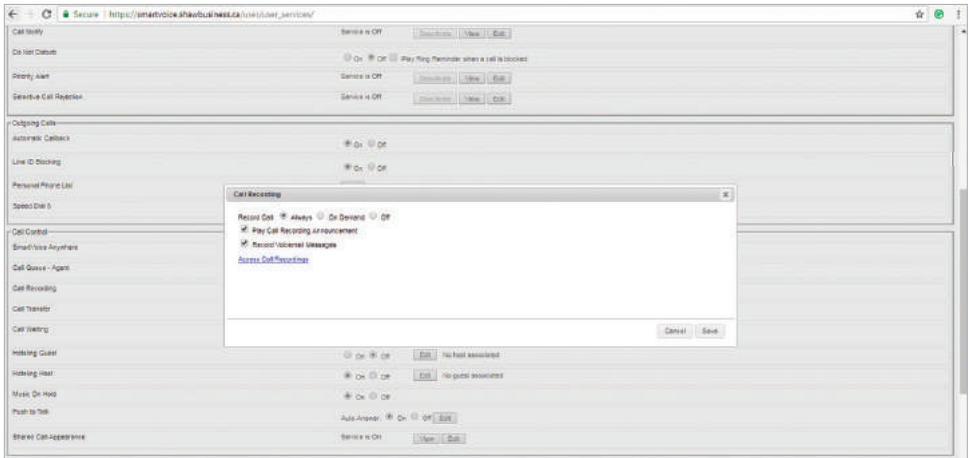 Secure https://smartvoice.shawbusiness.ca/user/user_services/
Call Notify Service is Off Deactivate View Edit
Do Not Disturb On Off Play Ring Reminder when a call is blocked
Priority Alert Service is Off Deactivate View Edit
Selective Call Rejection Service is Off Deactivate View Edit
Outgoing Calls
Automatic Callback On Off
Line ID Blocking On Off
Personal Phone List
Speed Dial 8
Call Recording x
Record Call: Always On Demand Off
Play Call Recording Announcement
Record Voicemail Messages
Access Call Recordings
Cancel Save
Call Control
SmartVoice Anywhere
Call Queue - Agent
Call Recording
Call Transfer
Call Waiting
Hoteling Guest On Off Edit No host associated
Hoteling Host On Off Edit No guest associated
Music On Hold On Off
Push to Talk Auto Answer: On Off Edit
Shared Call Appearance Service is On View Edit